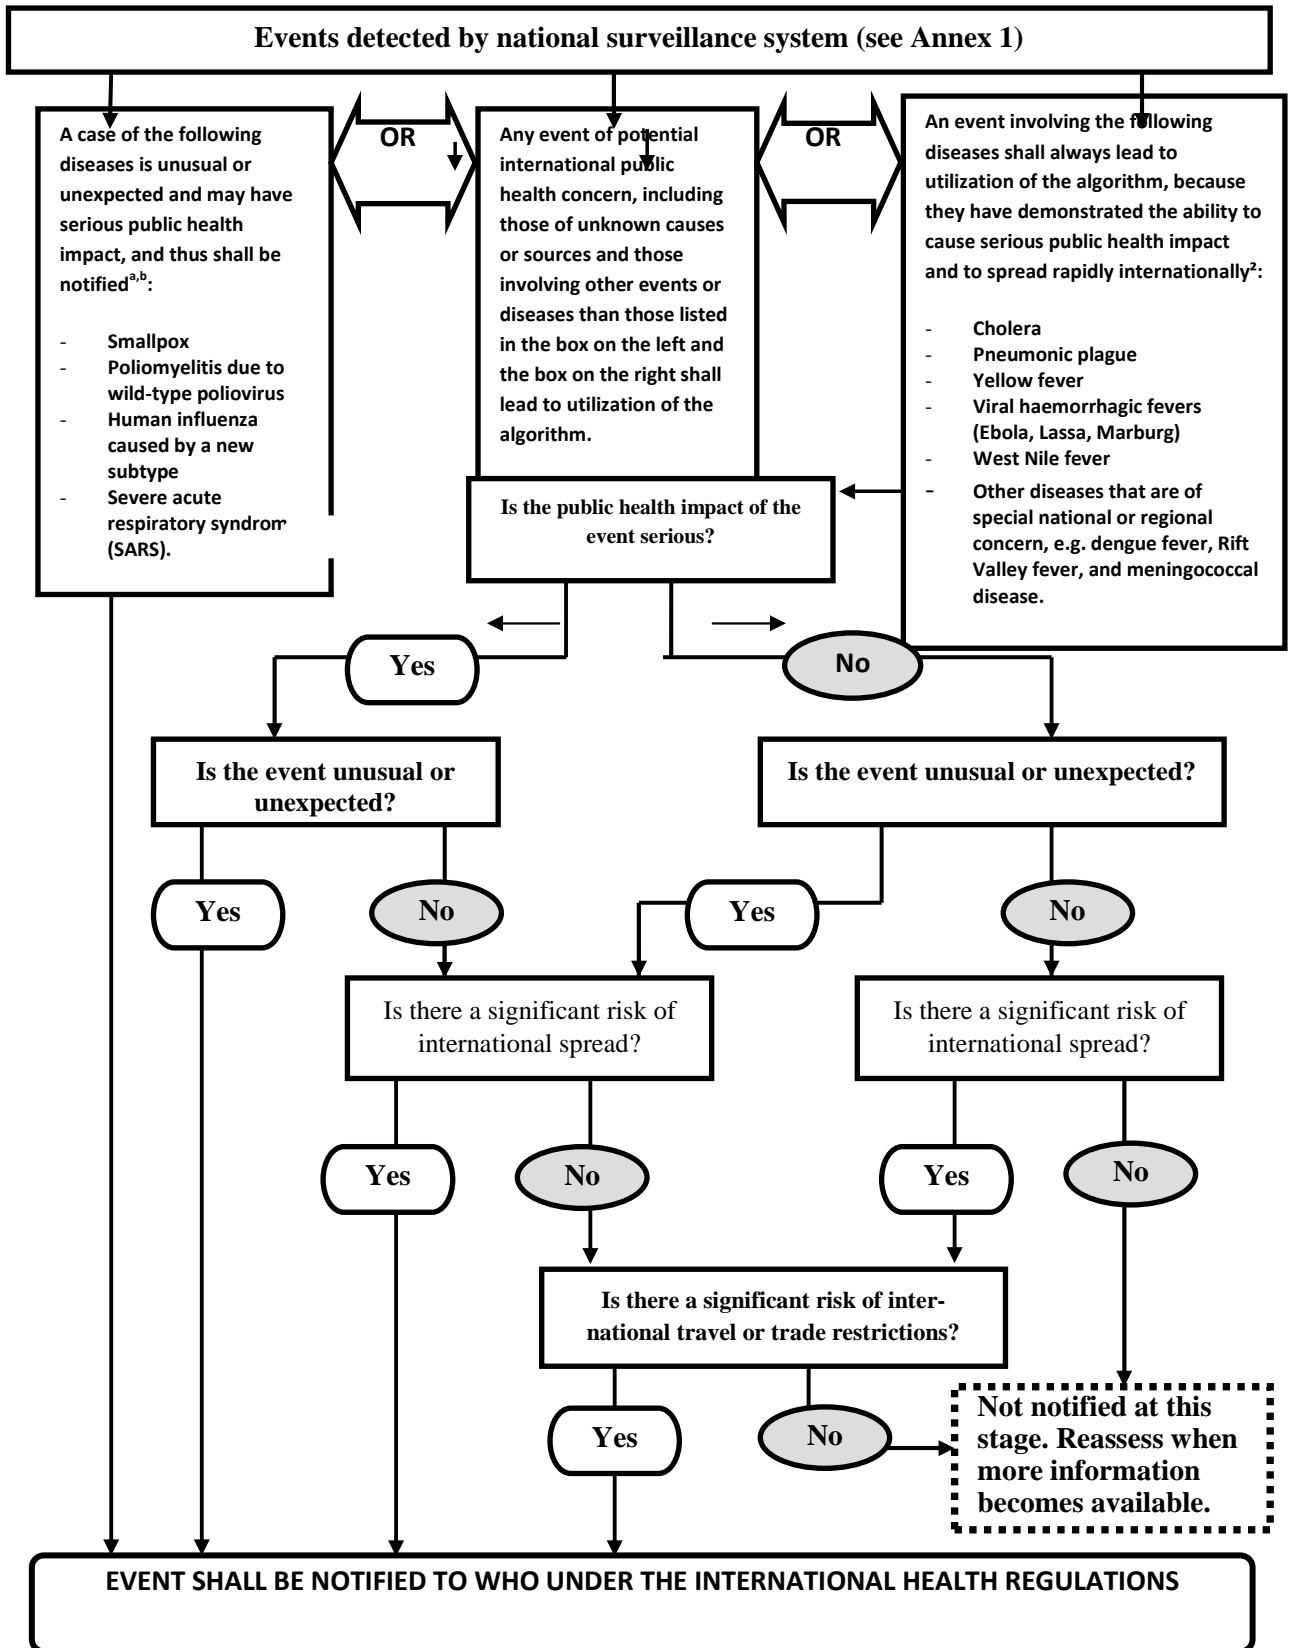 Events detected by national surveillance system (see Annex 1)
A case of the following
diseases is unusual or
unexpected and may have
serious public health
impact, and thus shall be
notifiedᵃ,ᵇ:
- Smallpox
- Poliomyelitis due to
wild-type poliovirus
- Human influenza
caused by a new
subtype
- Severe acute
respiratory syndrom
(SARS).
OR
Any event of potential
international public
health concern, including
those of unknown causes
or sources and those
involving other events or
diseases than those listed
in the box on the left and
the box on the right shall
lead to utilization of the
algorithm.
OR
An event involving the following
diseases shall always lead to
utilization of the algorithm, because
they have demonstrated the ability to
cause serious public health impact
and to spread rapidly internationally²:
- Cholera
- Pneumonic plague
- Yellow fever
- Viral haemorrhagic fevers
(Ebola, Lassa, Marburg)
- West Nile fever
- Other diseases that are of
special national or regional
concern, e.g. dengue fever, Rift
Valley fever, and meningococcal
disease.
Is the public health impact of the
event serious?
Yes
No
Is the event unusual or
unexpected?
Is the event unusual or unexpected?
Yes
No
Yes
No
Is there a significant risk of
international spread?
Is there a significant risk of
international spread?
Yes
No
Yes
No
Is there a significant risk of inter-
national travel or trade restrictions?
Yes
No
Not notified at this
stage. Reassess when
more information
becomes available.
EVENT SHALL BE NOTIFIED TO WHO UNDER THE INTERNATIONAL HEALTH REGULATIONS